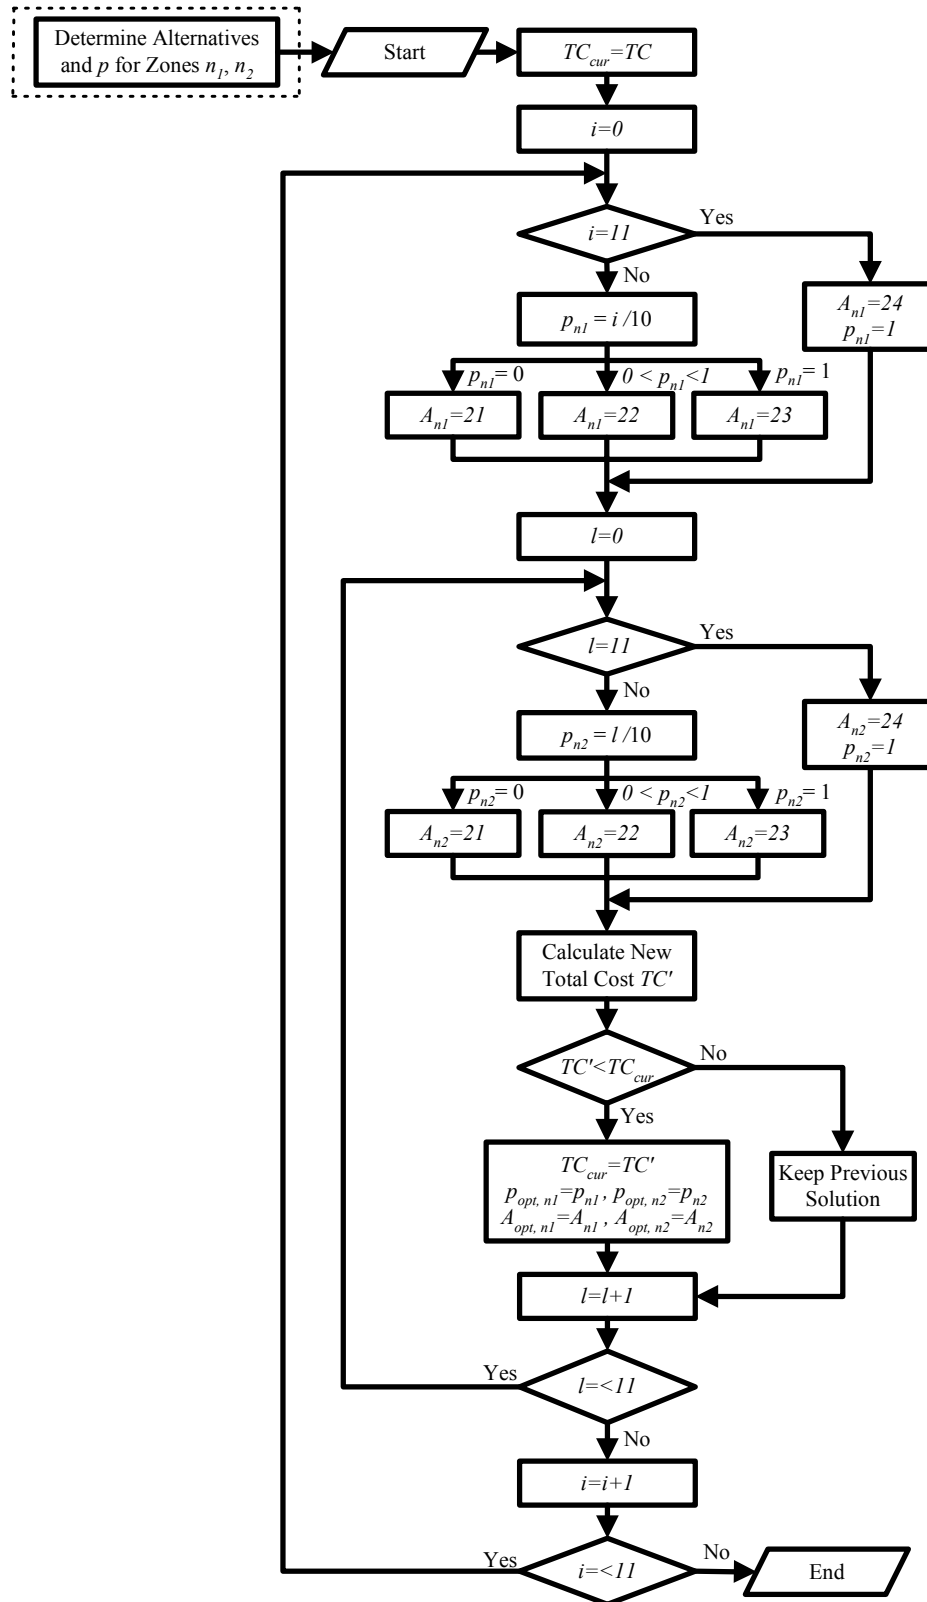 Determine Alternatives
and p for Zones n1, n2
Start
TCcur=TC
i=0
i=11
Yes
No
An1=24
pn1=1
pn1 = i /10
pn1= 0
0 < pn1<1
pn1= 1
An1=21
An1=22
An1=23
l=0
l=11
Yes
No
An2=24
pn2=1
pn2 = l /10
pn2= 0
0 < pn2<1
pn2= 1
An2=21
An2=22
An2=23
Calculate New
Total Cost TC'
TC'<TCcur
No
Yes
TCcur=TC'
popt, n1=pn1 , popt, n2=pn2
Aopt, n1=An1 , Aopt, n2=An2
Keep Previous
Solution
l=l+1
l=<11
Yes
No
i=i+1
i=<11
Yes
No
End